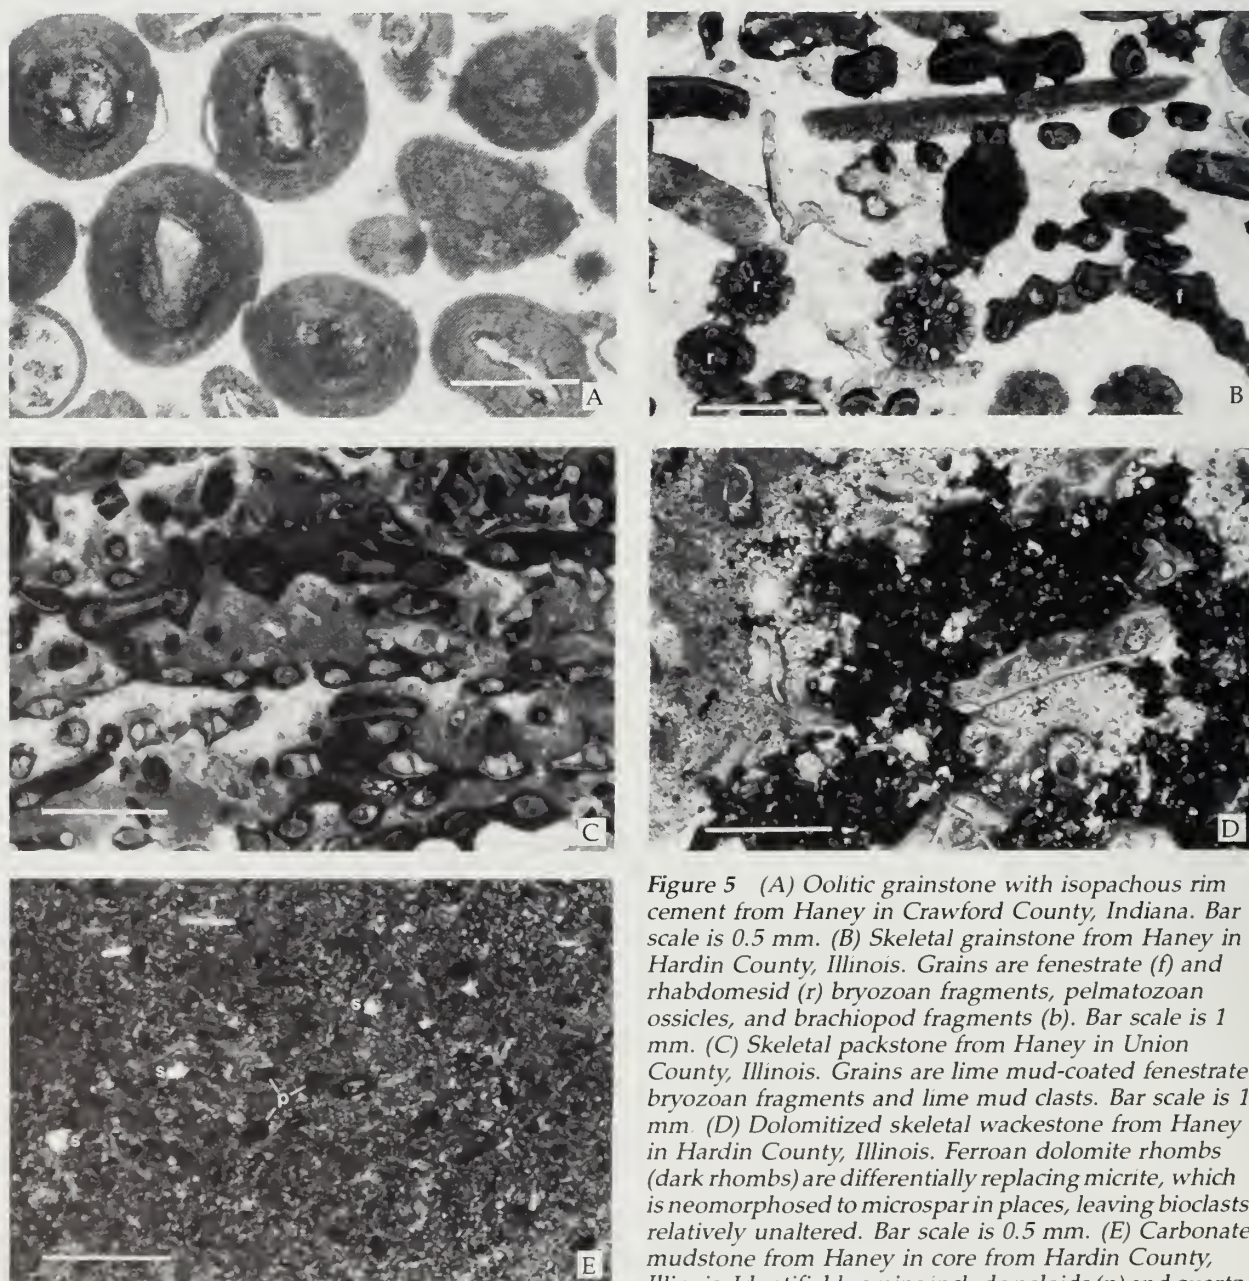 A
B
r
r
r
f
C
D
s
s
p
s
E
Figure 5 (A) Oolitic grainstone with isopachous rim
cement from Haney in Crawford County, Indiana. Bar
scale is 0.5 mm. (B) Skeletal grainstone from Haney in
Hardin County, Illinois. Grains are fenestrate (f) and
rhabdomesid (r) bryozoan fragments, pelmatozoan
ossicles, and brachiopod fragments (b). Bar scale is 1
mm. (C) Skeletal packstone from Haney in Union
County, Illinois. Grains are lime mud-coated fenestrate
bryozoan fragments and lime mud clasts. Bar scale is 1
mm. (D) Dolomitized skeletal wackestone from Haney
in Hardin County, Illinois. Ferroan dolomite rhombs
(dark rhombs) are differentially replacing micrite, which
is neomorphosed to microspar in places, leaving bioclasts
relatively unaltered. Bar scale is 0.5 mm. (E) Carbonate
mudstone from Haney in core from Hardin County,